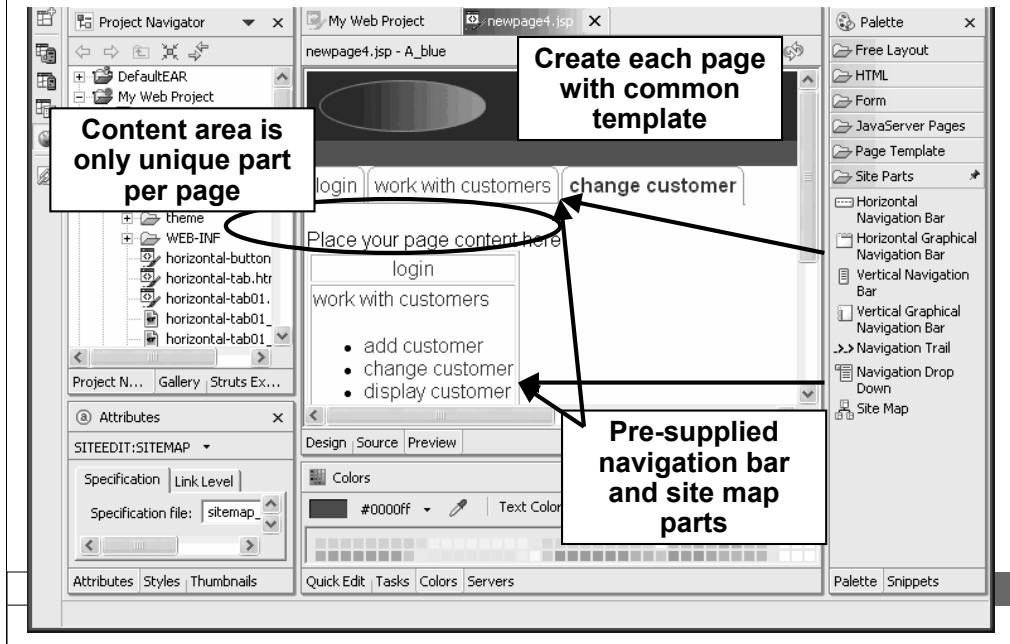 Project Navigator
DefaultEAR
My Web Project
theme
WEB-INF
horizontal-button
horizontal-tab.htr
horizontal-tab01.
horizontal-tab01_
horizontal-tab01_
Project N... Gallery Struts Ex...
Content area is
only unique part
per page
Attributes
SITEEDIT:SITEMAP
Specification Link Level
Specification file: sitemap_
Attributes Styles Thumbnails
My Web Project newpage4.jsp
newpage4.jsp - A_blue
Create each page
with common
template
login work with customers change customer
Place your page content here
login
work with customers
• add customer
• change customer
• display customer
Design Source Preview
Pre-supplied
navigation bar
and site map
parts
Colors
#0000ff Text Color
Quick Edit Tasks Colors Servers
Palette
Free Layout
HTML
Form
JavaServer Pages
Page Template
Site Parts
Horizontal
Navigation Bar
Horizontal Graphical
Navigation Bar
Vertical Navigation
Bar
Vertical Graphical
Navigation Bar
Navigation Trail
Navigation Drop
Down
Site Map
Palette Snippets